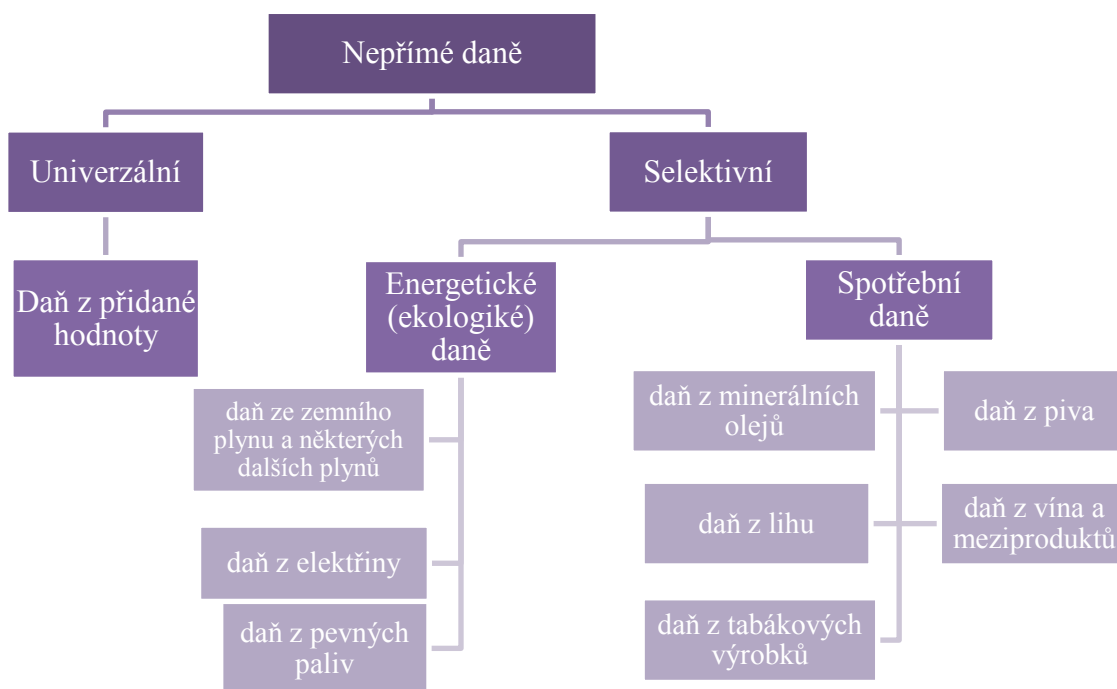 Nepřímé daně
Univerzální
Selektivní
Daň z přidané
hodnoty
Energetické
(ekologiké)
daně
Spotřební
daně
daň ze zemního
plynu a některých
dalších plynů
daň z elektřiny
daň z pevných
paliv
daň z minerálních
olejů
daň z piva
daň z lihu
daň z vína a
meziproduktů
daň z tabákových
výrobků